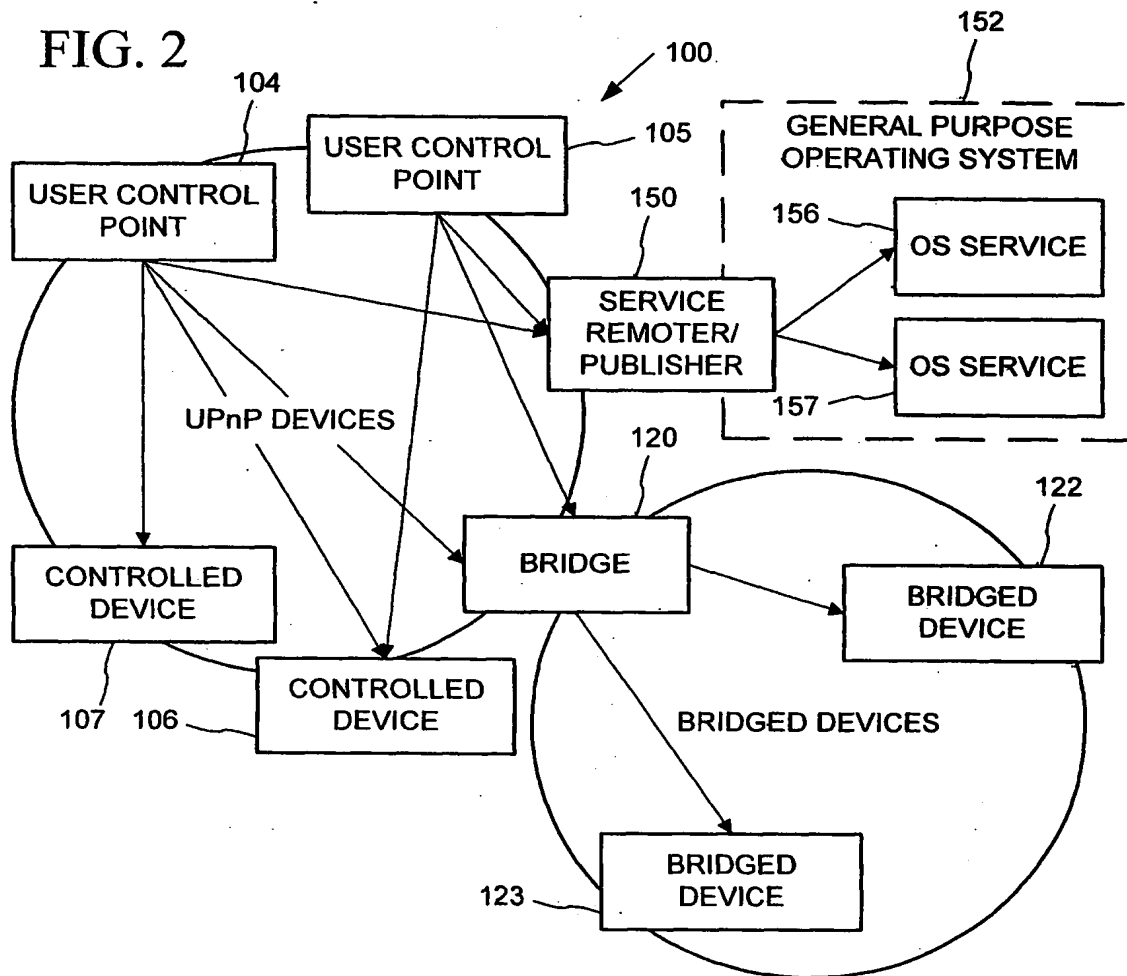 FIG. 2
100
152
104
105
USER CONTROL
POINT
USER CONTROL
POINT
GENERAL PURPOSE
OPERATING SYSTEM
150
156
OS SERVICE
SERVICE
REMOTER/
PUBLISHER
OS SERVICE
157
UPnP DEVICES
120
122
CONTROLLED
DEVICE
BRIDGE
BRIDGED
DEVICE
107
106
CONTROLLED
DEVICE
BRIDGED DEVICES
BRIDGED
DEVICE
123